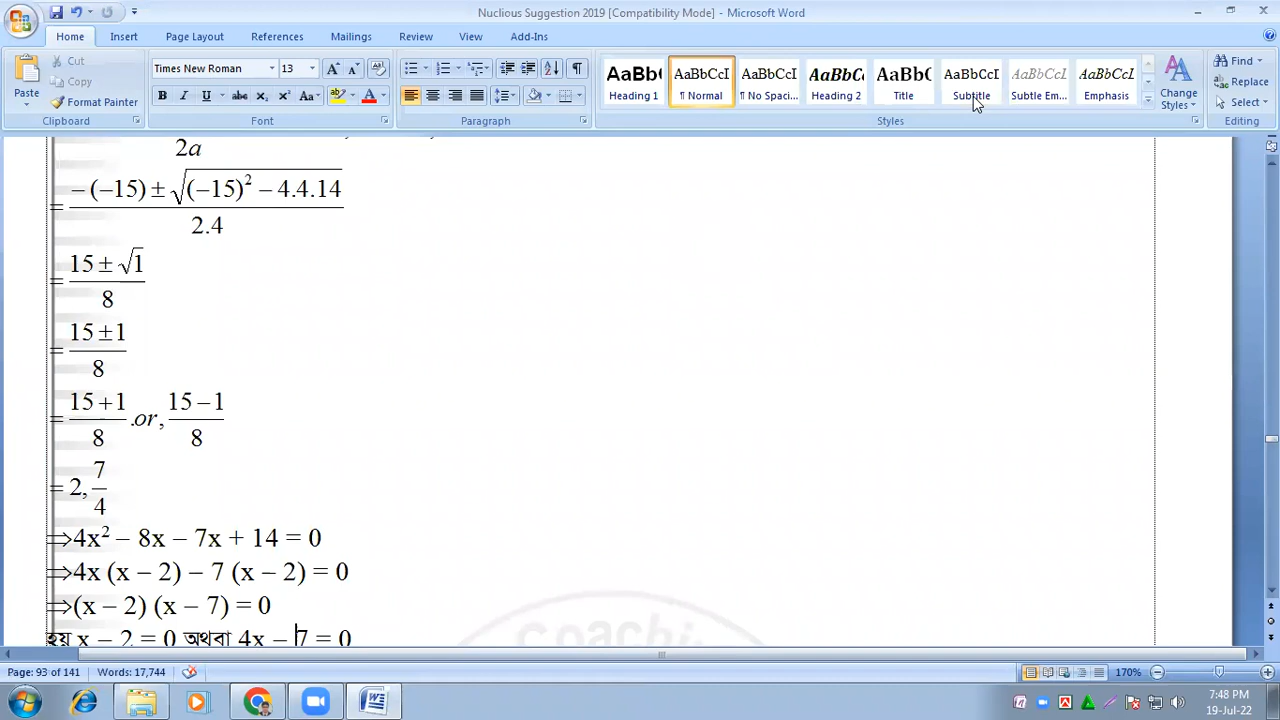 Nuclious Suggestion 2019 [Compatibility Mode] - Microsoft Word
Home Insert Page Layout References Mailings Review View Add-Ins
Paste
Cut
Copy
Format Painter
Clipboard
Times New Roman 13
B I U abc x₂ x² Aa A
Font
Paragraph
AaBb( AaBbCcI AaBbCcI AaBbCc AaBbC AaBbCcI AaBbCcI AaBbCcI
Heading 1 ¶ Normal ¶ No Spaci... Heading 2 Title Subtitle Subtle Em... Emphasis
Change Styles
Styles
Find
Replace
Select
Editing
2a
= (−(−15) ± √((−15)² − 4.4.14)) / 2.4
= (15 ± √1) / 8
= (15 ± 1) / 8
= (15 + 1) / 8 .or, (15 − 1) / 8
= 2, 7/4
⇒4x² – 8x – 7x + 14 = 0
⇒4x (x – 2) – 7 (x – 2) = 0
⇒(x – 2) (x – 7) = 0
হয় x – 2 = 0 অথবা 4x – 7 = 0
Coaching
Page: 93 of 141 Words: 17,744 170%
7:48 PM
19-Jul-22